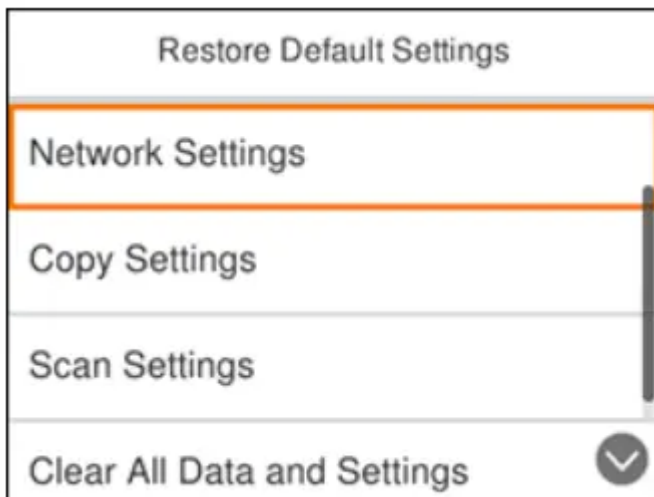 Restore Default Settings
Network Settings
Copy Settings
Scan Settings
Clear All Data and Settings